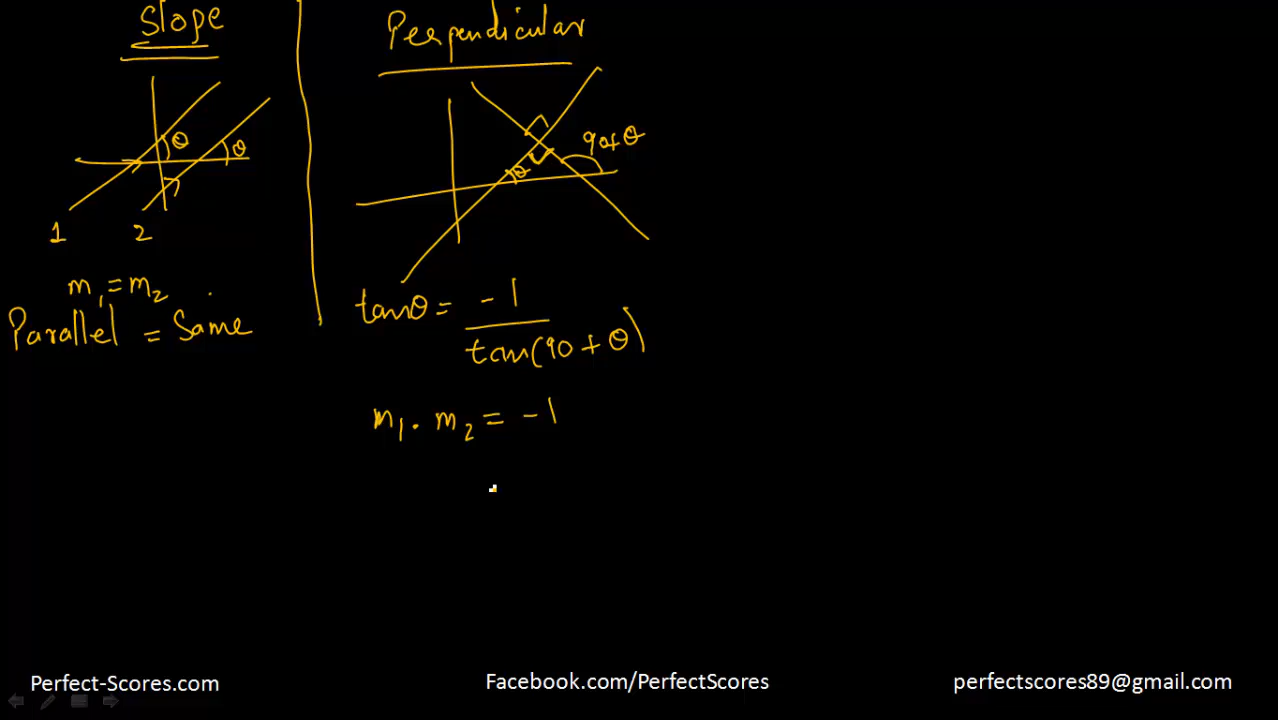 Slope
θ
θ
1 2
m₁ = m₂
Parallel = Same
Perpendicular
90+θ
θ
tanθ = -1 / tan(90 + θ)
m₁ . m₂ = -1
Perfect-Scores.com
Facebook.com/PerfectScores
perfectscores89@gmail.com